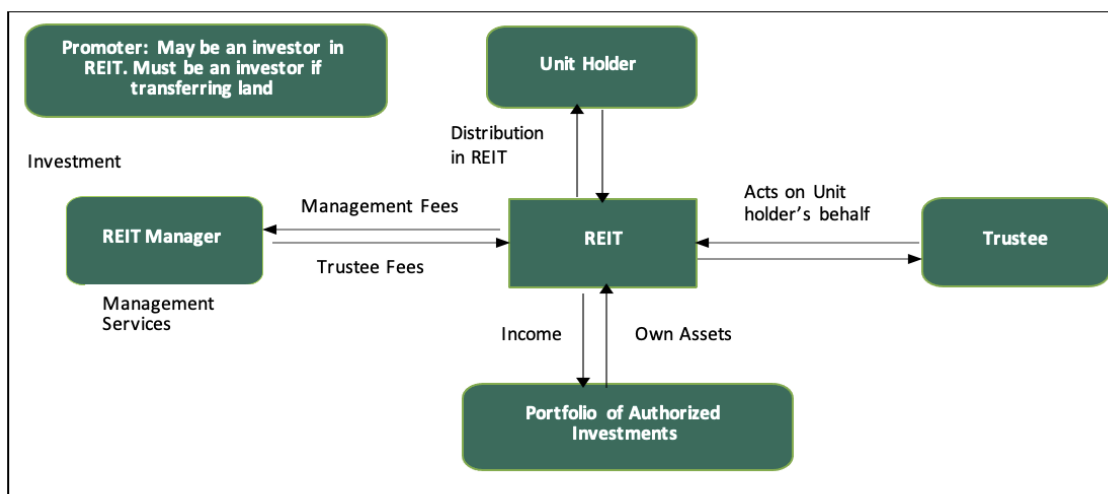 Promoter: May be an investor in
REIT. Must be an investor if
transferring land
Unit Holder
Distribution
in REIT
Investment
Acts on Unit
holder's behalf
Management Fees
REIT Manager
REIT
Trustee
Trustee Fees
Management
Services
Income
Own Assets
Portfolio of Authorized
Investments